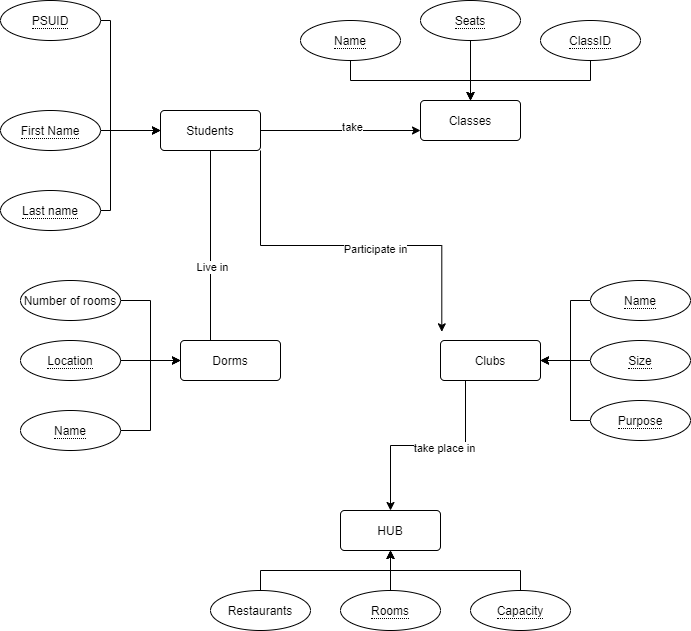 PSUID
Seats
Name
ClassID
First Name
Students
take
Classes
Last name
Participate in
Live in
Number of rooms
Name
Location
Dorms
Clubs
Size
Name
Purpose
take place in
HUB
Restaurants
Rooms
Capacity